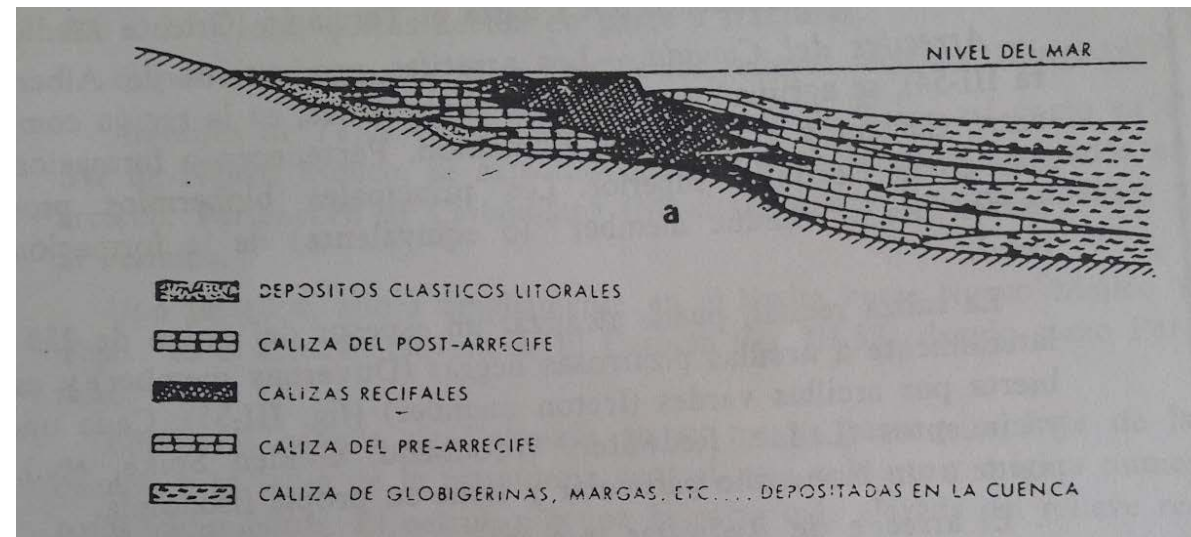 NIVEL DEL MAR
a
DEPOSITOS CLASTICOS LITORALES
CALIZA DEL POST-ARRECIFE
CALIZAS RECIFALES
CALIZA DEL PRE-ARRECIFE
CALIZA DE GLOBIGERINAS, MARGAS, ETC.... DEPOSITADAS EN LA CUENCA